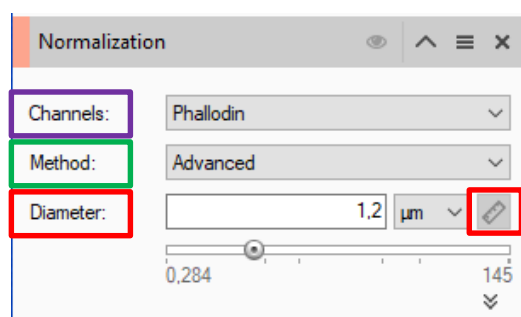 Normalization
Channels: Phallodin
Method: Advanced
Diameter: 1,2 μm
0,284 145